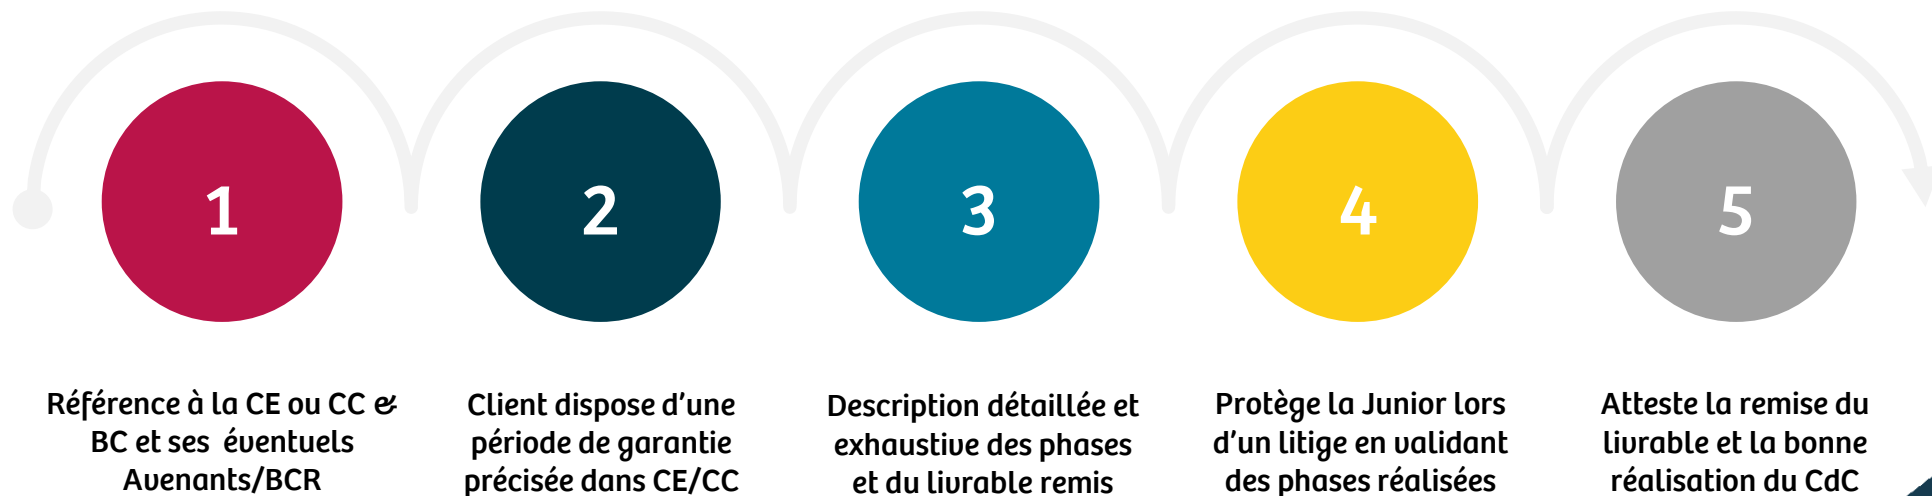 1
Référence à la CE ou CC &
BC et ses éventuels
Avenants/BCR
2
Client dispose d’une
période de garantie
précisée dans CE/CC
3
Description détaillée et
exhaustive des phases
et du livrable remis
4
Protège la Junior lors
d’un litige en validant
des phases réalisées
5
Atteste la remise du
livrable et la bonne
réalisation du CdC